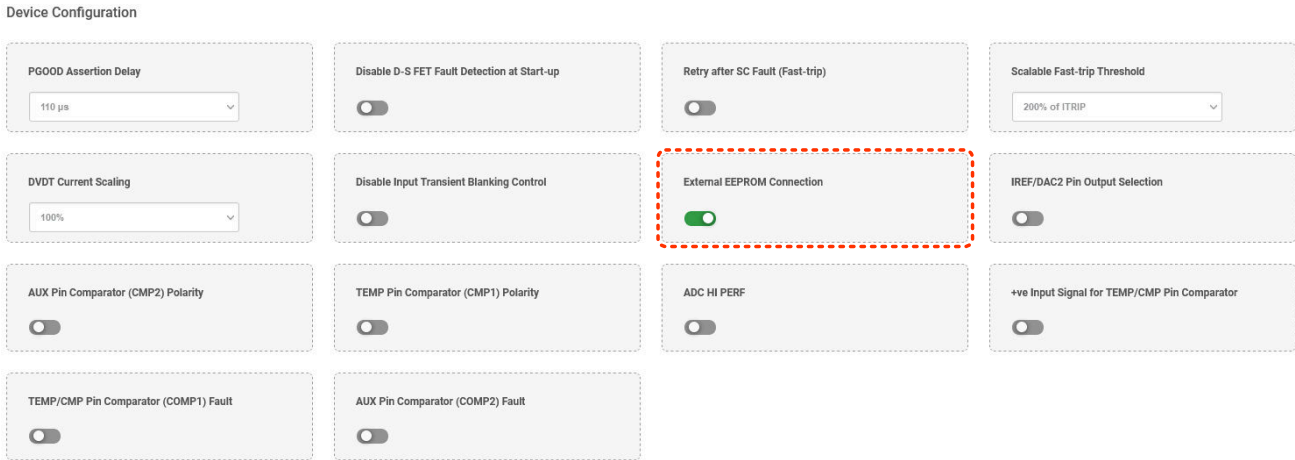 Device Configuration
PGOOD Assertion Delay
110 µs
Disable D-S FET Fault Detection at Start-up
Retry after SC Fault (Fast-trip)
Scalable Fast-trip Threshold
200% of ITRIP
DVDT Current Scaling
100%
Disable Input Transient Blanking Control
External EEPROM Connection
IREF/DAC2 Pin Output Selection
AUX Pin Comparator (CMP2) Polarity
TEMP Pin Comparator (CMP1) Polarity
ADC HI PERF
+ve Input Signal for TEMP/CMP Pin Comparator
TEMP/CMP Pin Comparator (COMP1) Fault
AUX Pin Comparator (COMP2) Fault